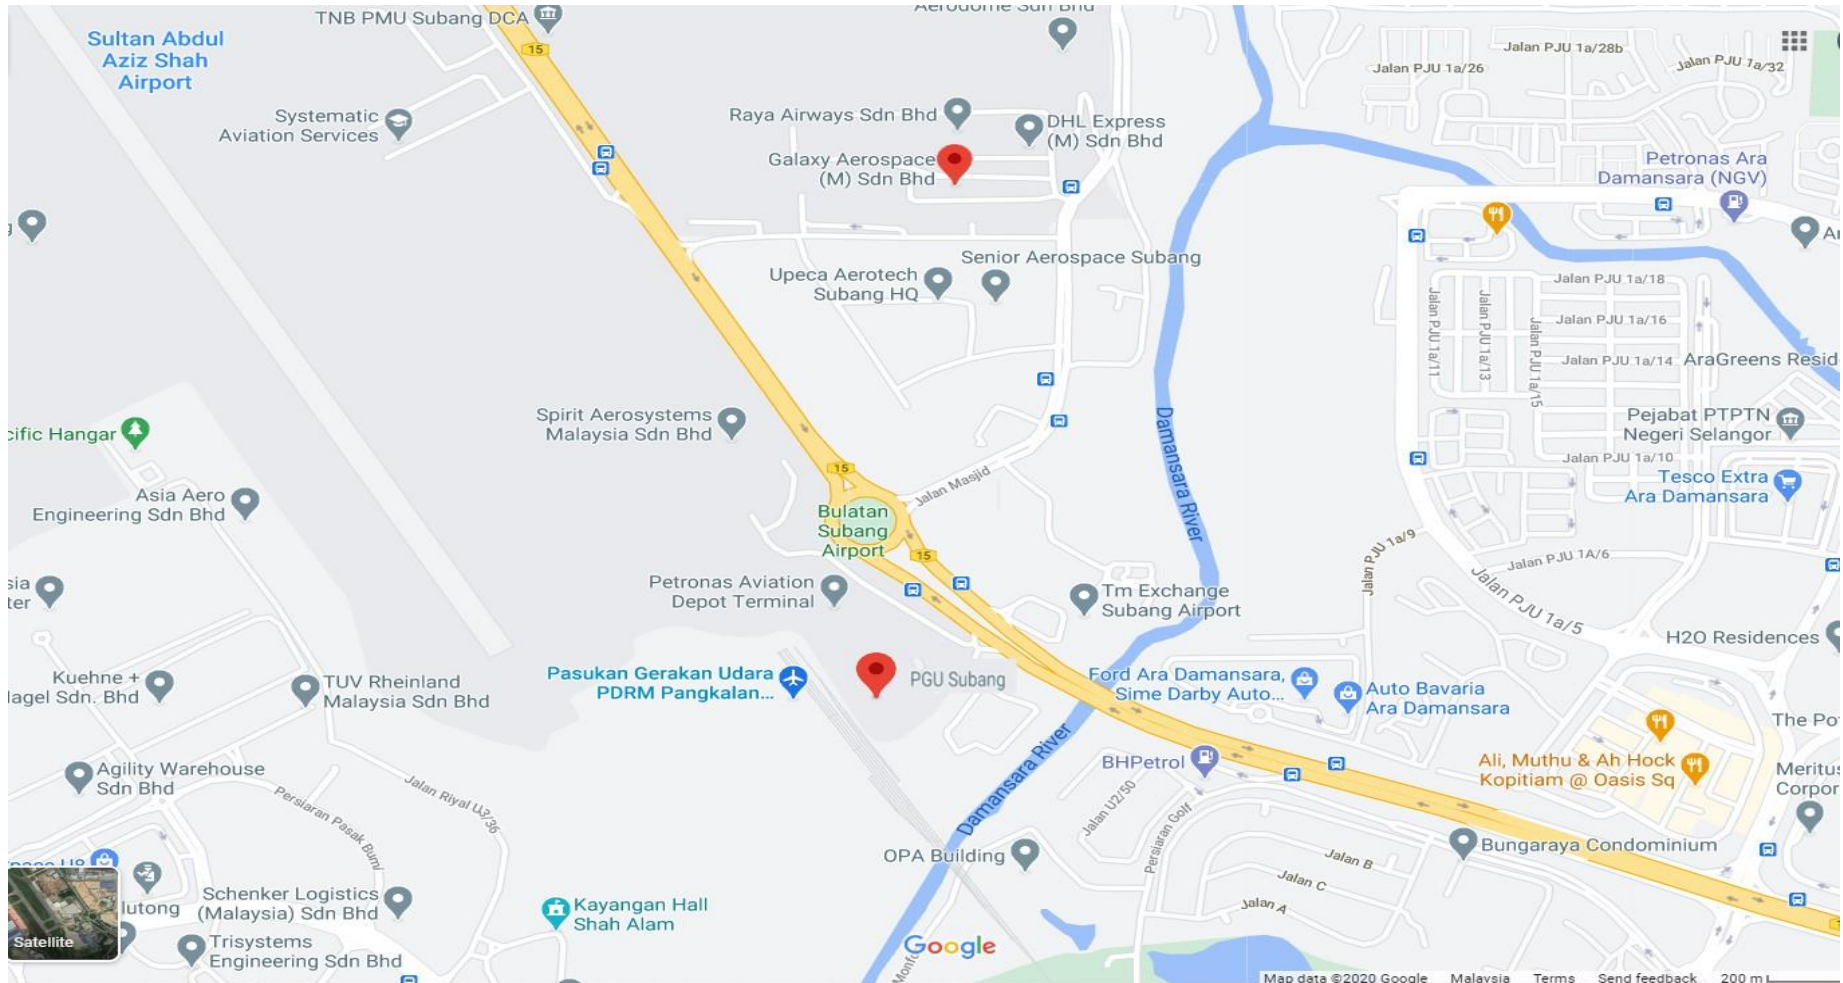 TNB PMU Subang DCA
Sultan Abdul
Aziz Shah
Airport
15
Jalan PJU 1a/28b
Jalan PJU 1a/26
Jalan PJU 1a/32
Systematic
Aviation Services
Raya Airways Sdn Bhd
DHL Express
(M) Sdn Bhd
Galaxy Aerospace
(M) Sdn Bhd
Petronas Ara
Damansara (NGV)
Senior Aerospace Subang
Upeca Aerotech
Subang HQ
Jalan PJU 1a/18
Jalan PJU 1a/11
Jalan PJU 1a/13
Jalan PJU 1a/15
Jalan PJU 1a/16
Jalan PJU 1a/14
AraGreens Resid
Spirit Aerosystems
Malaysia Sdn Bhd
Damansara River
Pejabat PTPTN
Negeri Selangor
cific Hangar
Jalan PJU 1a/10
15
Jalan Masjid
Tesco Extra
Ara Damansara
Asia Aero
Engineering Sdn Bhd
Bulatan
Subang
Airport
15
Jalan PJU 1a/9
Jalan PJU 1A/6
Jalan PJU 1a/5
sia
ter
Petronas Aviation
Depot Terminal
Tm Exchange
Subang Airport
H2O Residences
Kuehne +
Nagel Sdn. Bhd
TUV Rheinland
Malaysia Sdn Bhd
Pasukan Gerakan Udara
PDRM Pangkalan...
PGU Subang
Ford Ara Damansara,
Sime Darby Auto...
Auto Bavaria
Ara Damansara
The Po
Damansara River
BHPetrol
Ali, Muthu & Ah Hock
Kopitiam @ Oasis Sq
Meritus
Corpor
Agility Warehouse
Sdn Bhd
Persiaran Pasak Bumi
Jalan Riyal U3/36
Jalan U2/50
Persiaran Golf
OPA Building
Bungaraya Condominium
Jalan B
Jalan C
Jalan A
Schenker Logistics
(Malaysia) Sdn Bhd
lutong
Kayangan Hall
Shah Alam
Satellite
Trisystems
Engineering Sdn Bhd
Google
Map data ©2020 Google Malaysia Terms Send feedback 200 m